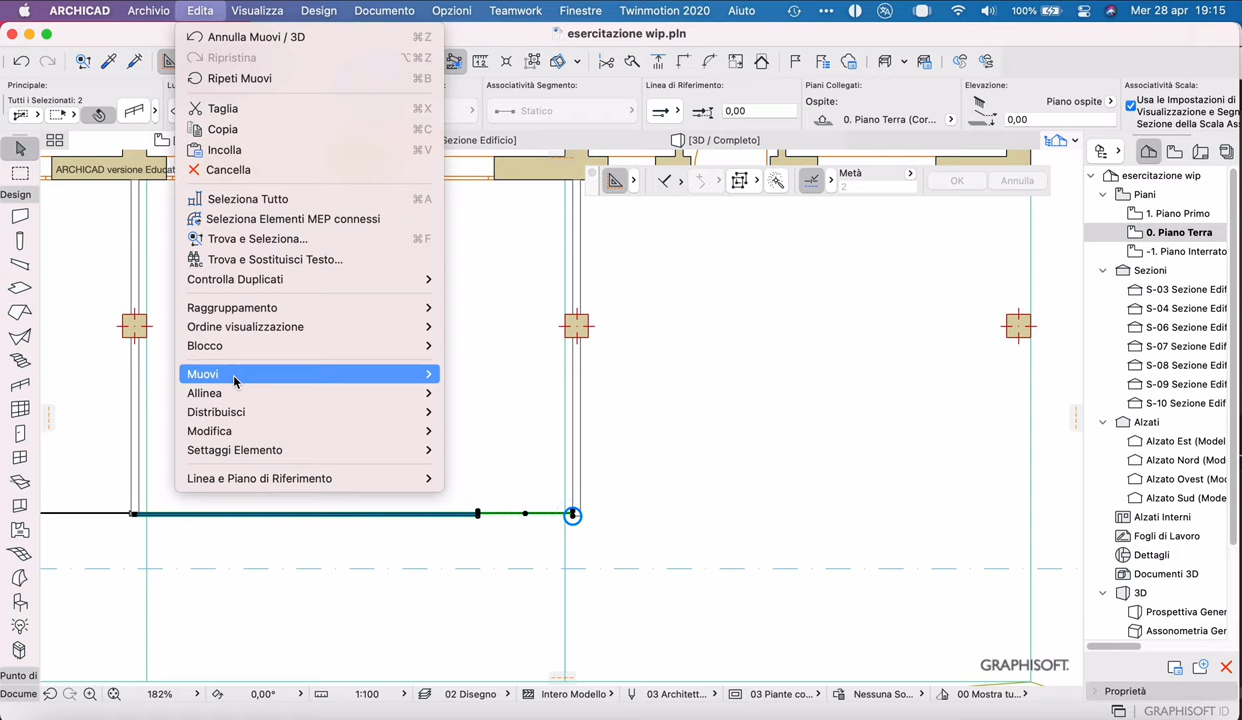 ARCHICAD Archivio Edita Visualizza Design Documento Opzioni Teamwork Finestre Twinmotion 2020 Aiuto 100% Mer 28 apr 19:15
esercitazione wip.pln
Annulla Muovi / 3D ⌘Z
Ripristina ⌥⌘Z
Ripeti Muovi ⌘B
Taglia ⌘X
Copia ⌘C
Incolla ⌘V
Cancella
Seleziona Tutto ⌘A
Seleziona Elementi MEP connessi
Trova e Seleziona... ⌘F
Trova e Sostituisci Testo...
Controlla Duplicati
Raggruppamento
Ordine visualizzazione
Blocco
Muovi
Allinea
Distribuisci
Modifica
Settaggi Elemento
Linea e Piano di Riferimento
Principale:
Tutti i Selezionati: 2
Associatività Segmento:
Statico
Linea di Riferimento:
0,00
Piani Collegati:
Ospite:
0. Piano Terra (Cor...
Elevazione:
Piano ospite
0,00
Associatività Scala:
Usa le Impostazioni di
Visualizzazione e Segn
Sezione della Scala Ass
Sezione Edificio]
[3D / Completo]
ARCHICAD versione Educa
Metà
2
OK Annulla
Design
Punto di
Docume
esercitazione wip
Piani
1. Piano Primo
0. Piano Terra
-1. Piano Interrato
Sezioni
S-03 Sezione Edif
S-04 Sezione Edif
S-06 Sezione Edif
S-07 Sezione Edif
S-08 Sezione Edif
S-09 Sezione Edif
S-10 Sezione Edif
Alzati
Alzato Est (Model
Alzato Nord (Mode
Alzato Ovest (Mod
Alzato Sud (Mode
Alzati Interni
Fogli di Lavoro
Dettagli
Documenti 3D
3D
Prospettiva Gener
Assonometria Ger
Proprietà
GRAPHISOFT.
182% 0,00° 1:100 02 Disegno Intero Modello 03 Architett... 03 Piante co... Nessuna So... 00 Mostra tu...
GRAPHISOFT ID